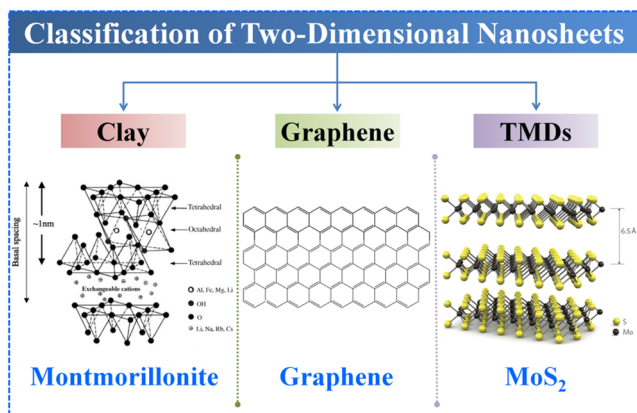 Classification of Two-Dimensional Nanosheets
Clay
Graphene
TMDs
Basal spacing
~1nm
Tetrahedral
Octahedral
Tetrahedral
Exchangeable cations
Al, Fe, Mg, Li
OH
O
Li, Na, Rb, Cs
6.5 Å
S
Mo
Montmorillonite
Graphene
MoS₂